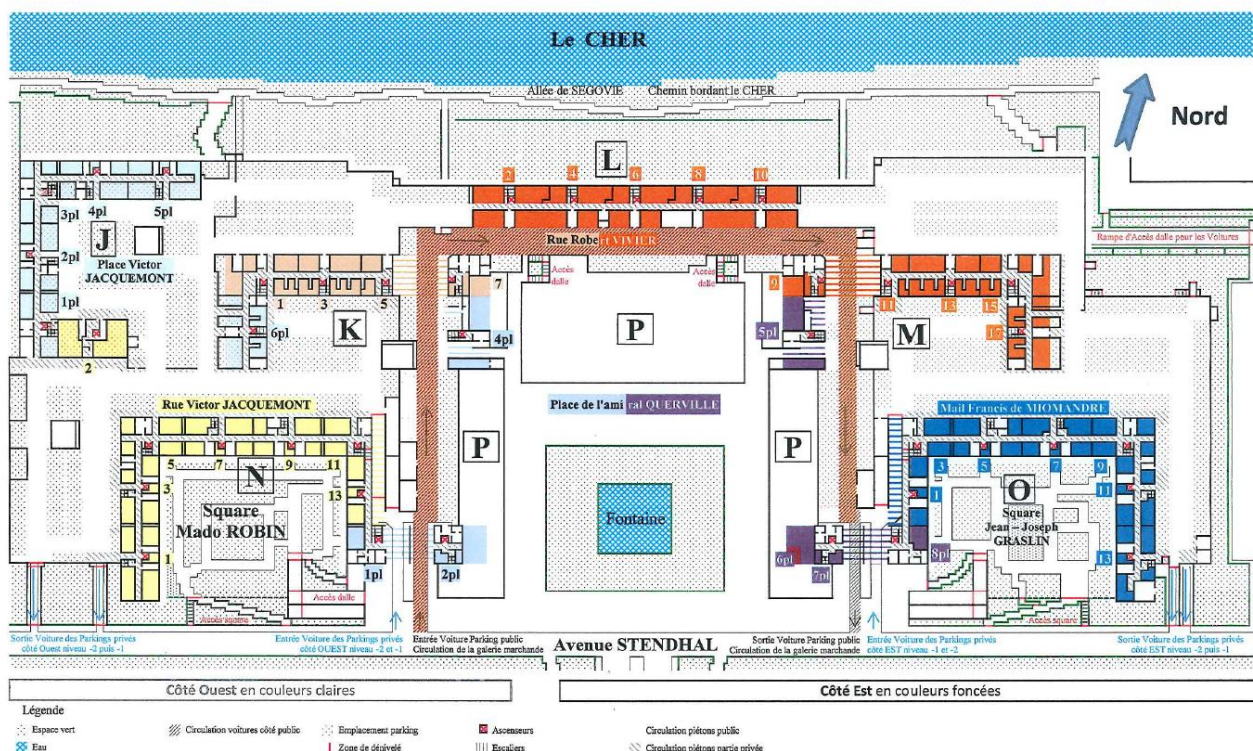 Le CHER
Allée de SEGOVIE Chemin bordant le CHER
Nord
L
2 4 6 8 10
3pl 4pl 5pl
J
2pl
Place Victor
JACQUEMONT
1pl
Rue Robert VIVIER
Rampe d'Accès dalle pour les Voitures
Accès
dalle
Accès
dalle
7
9
1 3 5
11 13 15
17
6pl
K
P
M
4pl
5pl
2
Rue Victor JACQUEMONT
Place de l'amiral QUERVILLE
Mail Francis de MIOMANDRE
P
P
5 7 9 11
N
3
13
Square
Mado ROBIN
1
3 5 7 9
O
1
11
Square
Jean – Joseph
GRASLIN
13
Fontaine
1pl
2pl
6pl
7pl
8pl
Accès dalle
Accès square
Accès square
Sortie Voiture des Parkings privés
côté Ouest niveau -2 puis -1
Entrée Voiture des Parkings privés
côté OUEST niveau -2 et -1
Entrée Voiture Parking public
Circulation de la galerie marchande
Avenue STENDHAL
Sortie Voiture Parking public
Circulation de la galerie marchande
Entrée Voiture des Parkings privés
côté EST niveau -1 et -2
Sortie Voiture des Parkings privés
côté EST niveau -2 puis -1
Côté Ouest en couleurs claires
Côté Est en couleurs foncées
Légende
Espace vert
Circulation voitures côté public
Emplacement parking
Ascenseurs
Circulation piétons public
Eau
Zone de dénivelé
Escaliers
Circulation piétons partie privée